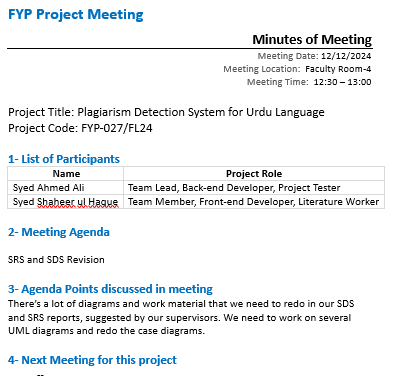 FYP Project Meeting
Minutes of Meeting
Meeting Date: 12/12/2024
Meeting Location: Faculty Room-4
Meeting Time: 12:30 – 13:00
Project Title: Plagiarism Detection System for Urdu Language
Project Code: FYP-027/FL24
1- List of Participants
Name Project Role
Syed Ahmed Ali Team Lead, Back-end Developer, Project Tester
Syed Shaheer ul Haque Team Member, Front-end Developer, Literature Worker
2- Meeting Agenda
SRS and SDS Revision
3- Agenda Points discussed in meeting
There's a lot of diagrams and work material that we need to redo in our SDS
and SRS reports, suggested by our supervisors. We need to work on several
UML diagrams and redo the case diagrams.
4- Next Meeting for this project